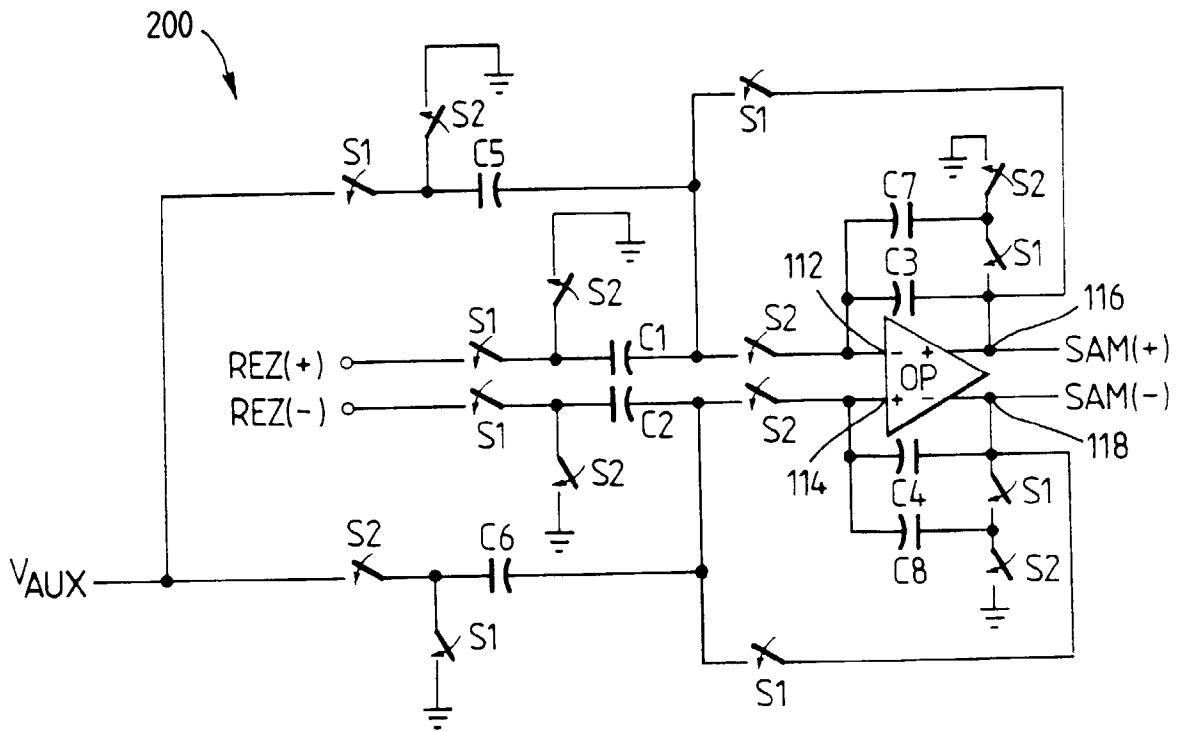 200
S2
S1
C5
S1
S2
C7
S1
C3
112
116
S2
S1
C1
S2
REZ(+)
- +
SAM(+)
OP
REZ(-)
+ -
SAM(-)
S1
C2
S2
S2
114
C4
118
S1
C8
S2
S2
C6
VAUX
S1
S1